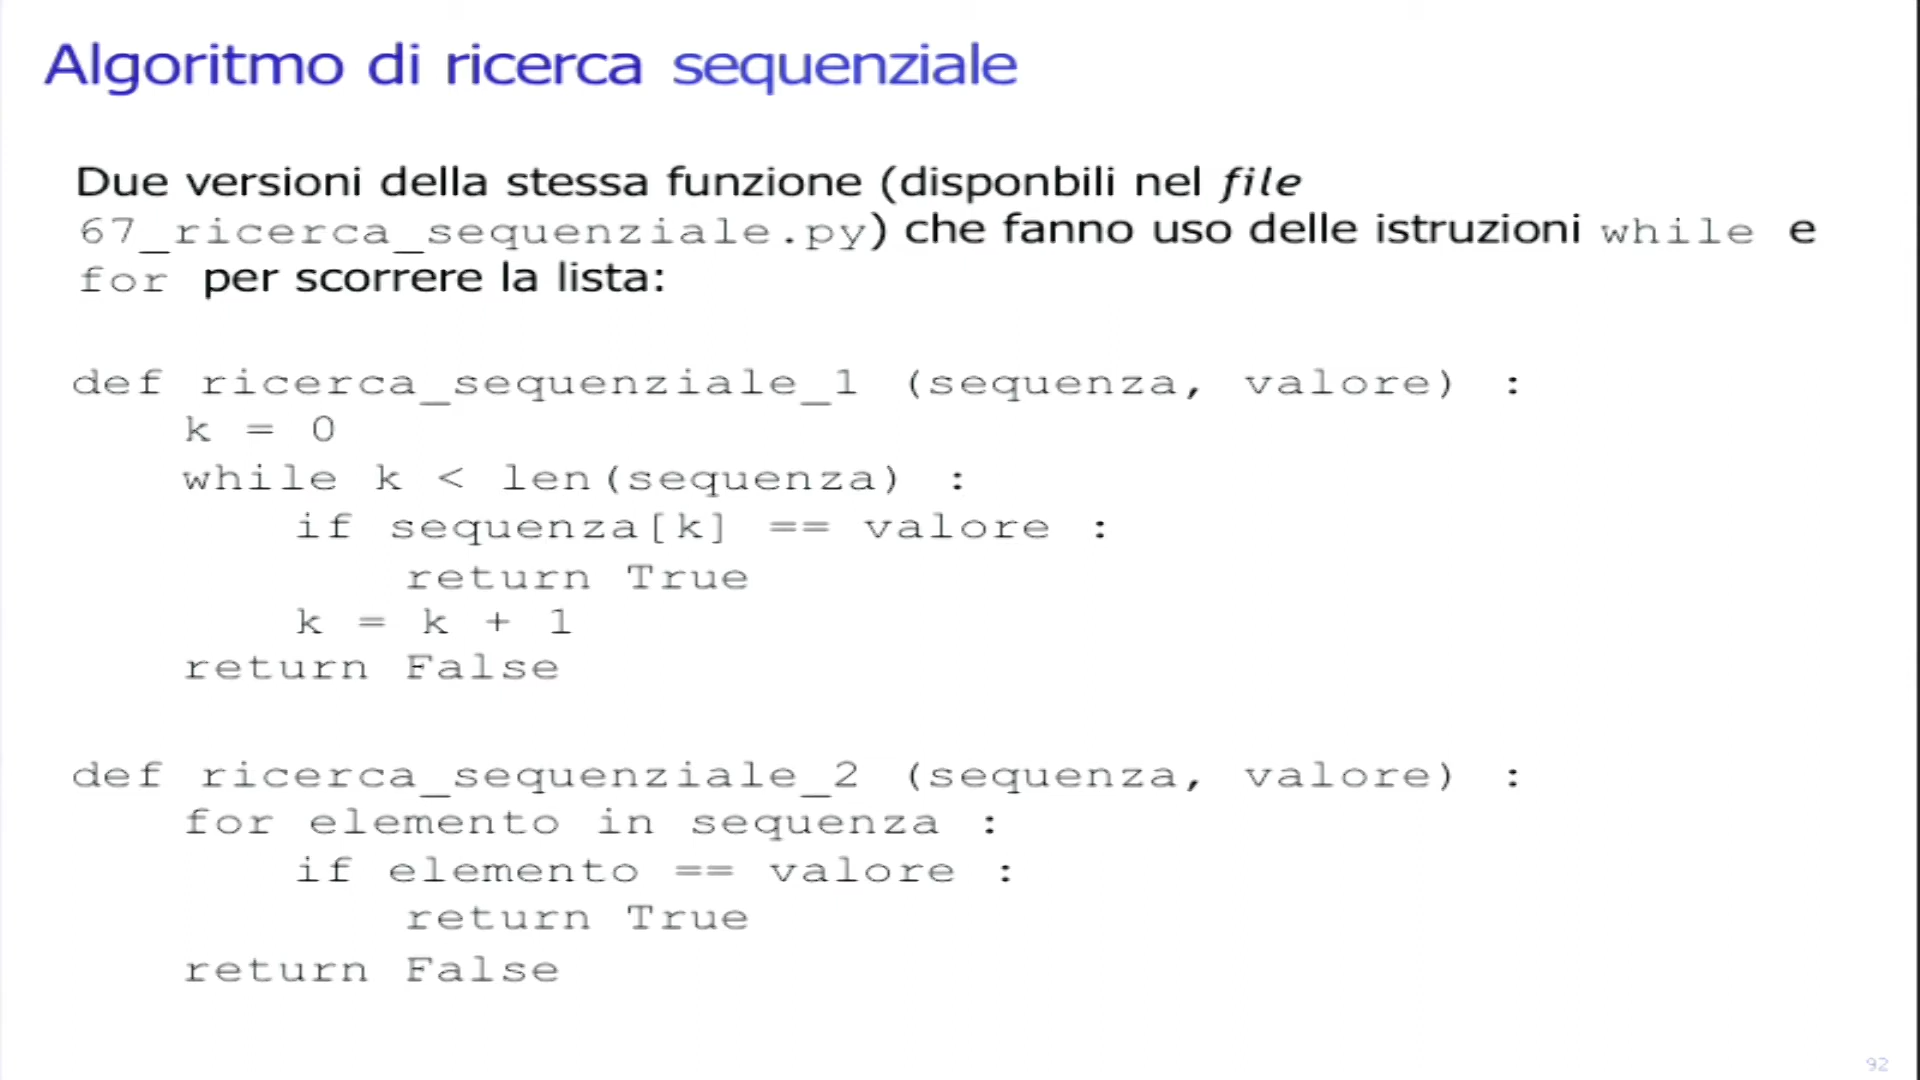 Algoritmo di ricerca sequenziale
Due versioni della stessa funzione (disponbili nel file
67_ricerca_sequenziale.py) che fanno uso delle istruzioni while e
for per scorrere la lista:
def ricerca_sequenziale_1 (sequenza, valore) :
    k = 0
    while k < len(sequenza) :
        if sequenza[k] == valore :
            return True
        k = k + 1
    return False
def ricerca_sequenziale_2 (sequenza, valore) :
    for elemento in sequenza :
        if elemento == valore :
            return True
    return False
92